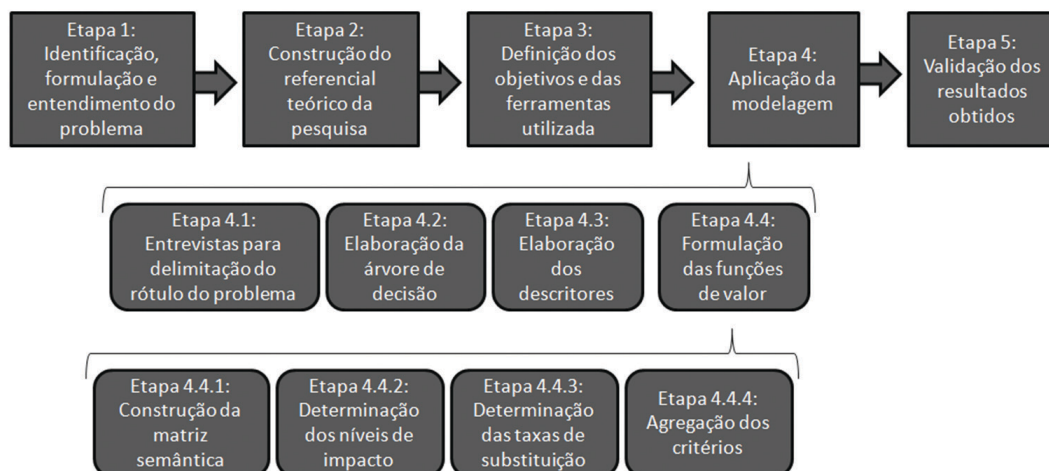 Etapa 1:
Identificação,
formulação e
entendimento do
problema
Etapa 2:
Construção do
referencial
teórico da
pesquisa
Etapa 3:
Definição dos
objetivos e das
ferramentas
utilizada
Etapa 4:
Aplicação da
modelagem
Etapa 5:
Validação dos
resultados
obtidos
Etapa 4.1:
Entrevistas para
delimitação do
rótulo do problema
Etapa 4.2:
Elaboração da
árvore de
decisão
Etapa 4.3:
Elaboração
dos
descritores
Etapa 4.4:
Formulação
das funções
de valor
Etapa 4.4.1:
Construção da
matriz
semântica
Etapa 4.4.2:
Determinação
dos níveis de
impacto
Etapa 4.4.3:
Determinação
das taxas de
substituição
Etapa 4.4.4:
Agregação dos
critérios